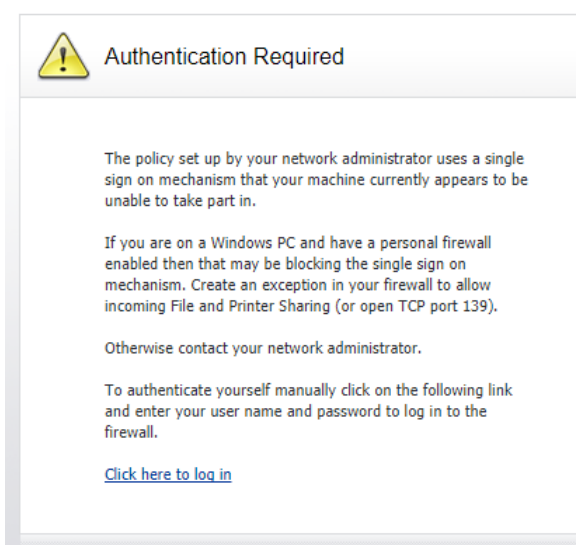 Authentication Required
The policy set up by your network administrator uses a single
sign on mechanism that your machine currently appears to be
unable to take part in.
If you are on a Windows PC and have a personal firewall
enabled then that may be blocking the single sign on
mechanism. Create an exception in your firewall to allow
incoming File and Printer Sharing (or open TCP port 139).
Otherwise contact your network administrator.
To authenticate yourself manually click on the following link
and enter your user name and password to log in to the
firewall.
Click here to log in